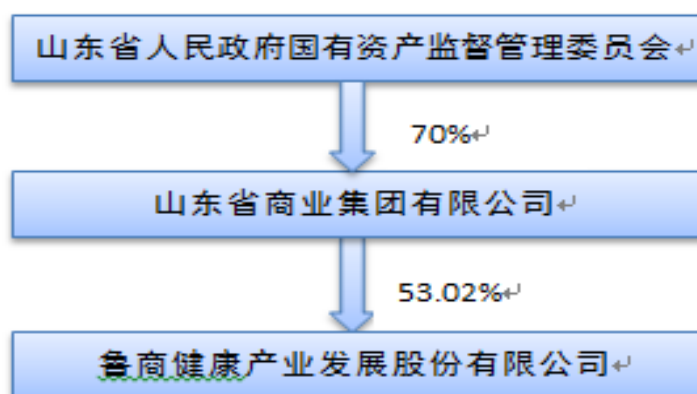 山东省人民政府国有资产监督管理委员会
70%
山东省商业集团有限公司
53.02%
鲁商健康产业发展股份有限公司